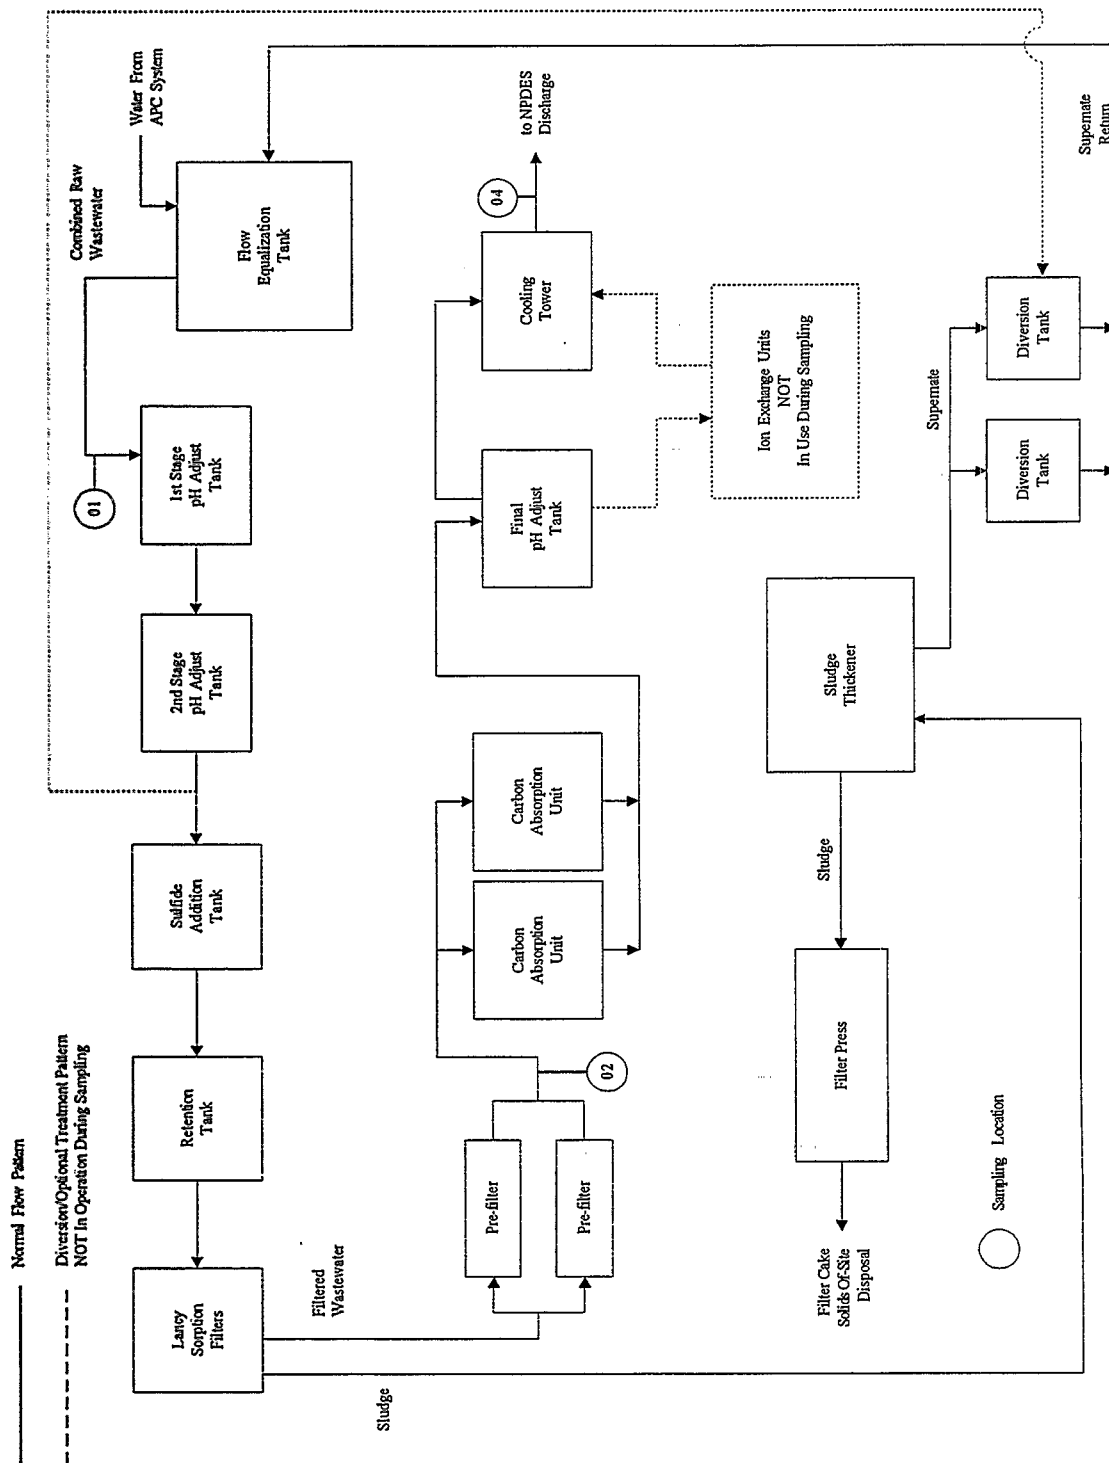 Normal Flow Pattern
Diversion/Optional Treatment Pattern
NOT In Operation During Sampling
Combined Raw
Wastewater
Water From
APC System
Flow
Equalization
Tank
01
1st Stage
pH Adjust
Tank
2nd Stage
pH Adjust
Tank
Sulfide
Addition
Tank
Retention
Tank
Lancy
Sorption
Filters
Filtered
Wastewater
Sludge
Pre-filter
Pre-filter
02
Carbon
Absorption
Unit
Carbon
Absorption
Unit
Final
pH Adjust
Tank
Cooling
Tower
04
to NPDES
Discharge
Ion Exchange Units
NOT
In Use During Sampling
Filter Cake
Solids Of-Site
Disposal
Filter Press
Sludge
Sludge
Thickener
Supernate
Diversion
Tank
Diversion
Tank
Supernate
Return
Sampling Location